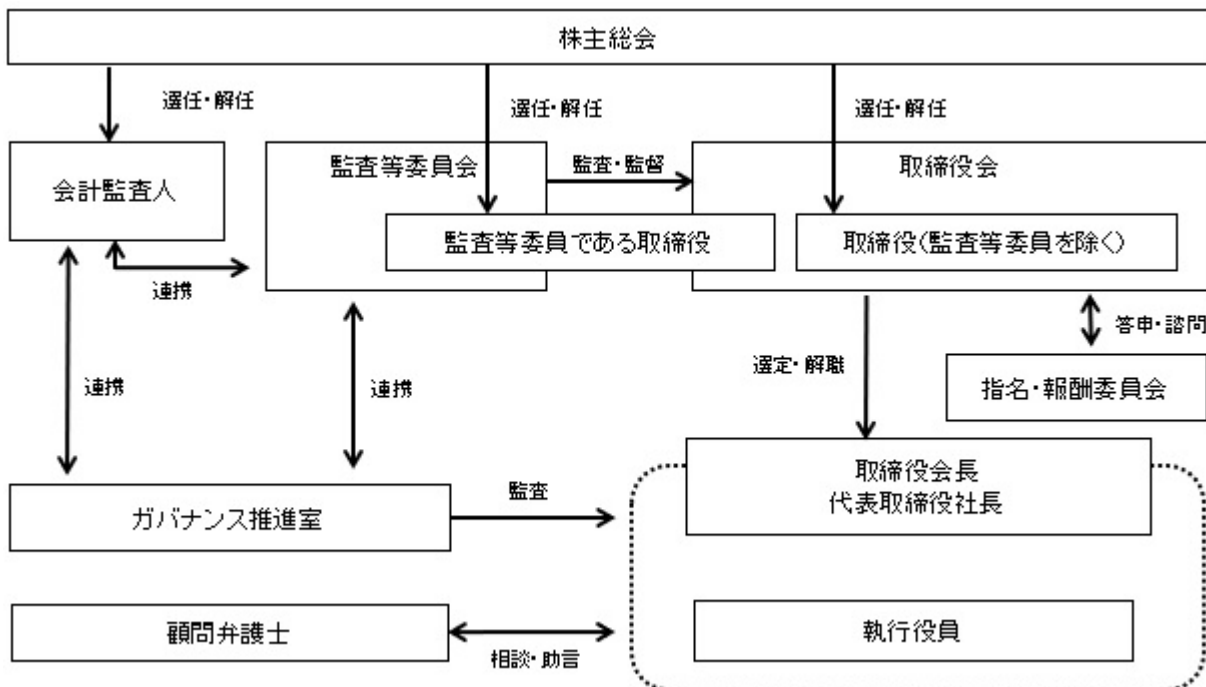 株主総会
選任・解任
選任・解任
選任・解任
会計監査人
監査等委員会
監査・監督
取締役会
監査等委員である取締役
取締役(監査等委員を除く)
連携
答申・諮問
連携
連携
選定・解職
指名・報酬委員会
取締役会長
代表取締役社長
ガバナンス推進室
監査
顧問弁護士
相談・助言
執行役員